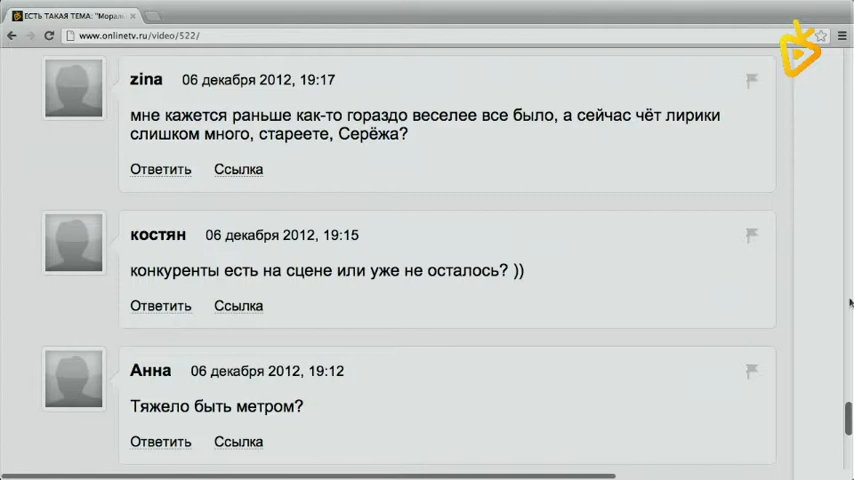 ЕСТЬ ТАКАЯ ТЕМА: "Морал
www.onlinetv.ru/video/522/
zina 06 декабря 2012, 19:17
мне кажется раньше как-то гораздо веселее все было, а сейчас чёт лирики
слишком много, стареете, Серёжа?
Ответить Ссылка
костян 06 декабря 2012, 19:15
конкуренты есть на сцене или уже не осталось? ))
Ответить Ссылка
Анна 06 декабря 2012, 19:12
Тяжело быть метром?
Ответить Ссылка